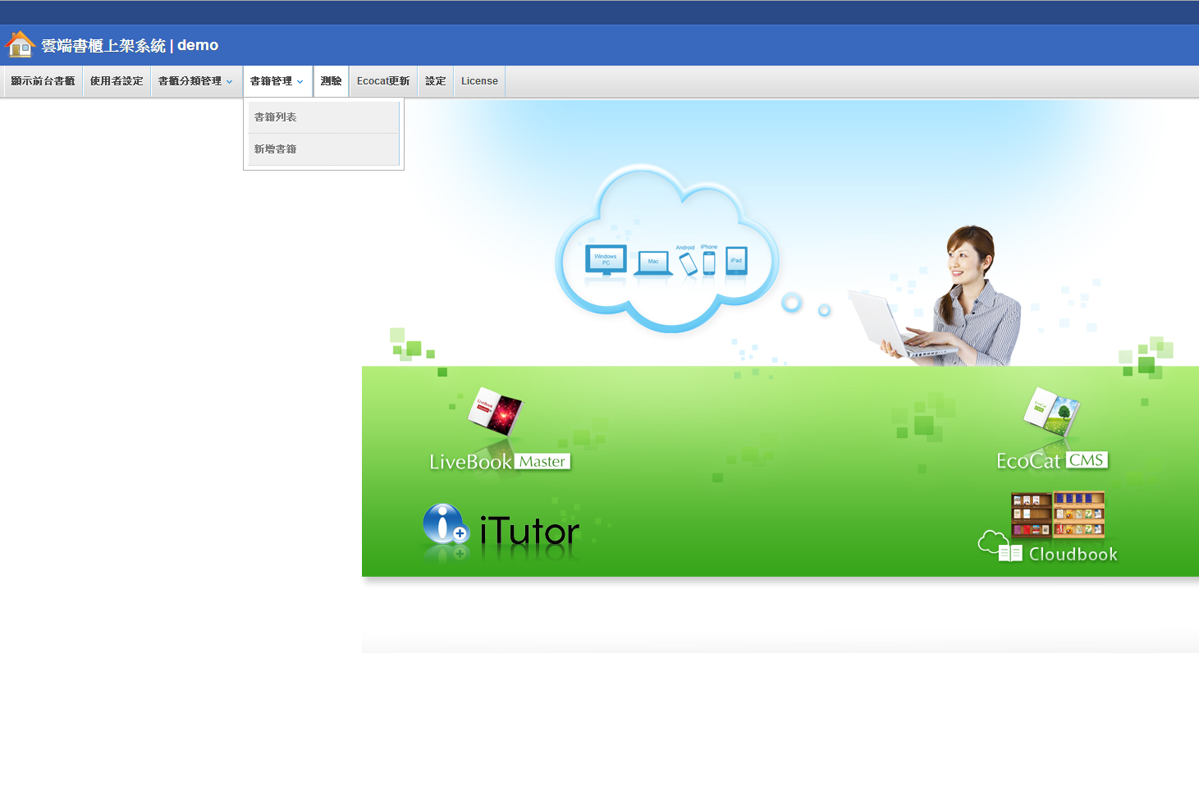 雲端書櫃上架系統 | demo
顯示前台書櫃 使用者設定 書櫃分類管理 書籍管理 測驗 Ecocat更新 設定 License
書籍列表
新增書籍
Android iPhone
Windows PC Mac iPad
LiveBook Master
EcoCat CMS
iTutor
Cloudbook